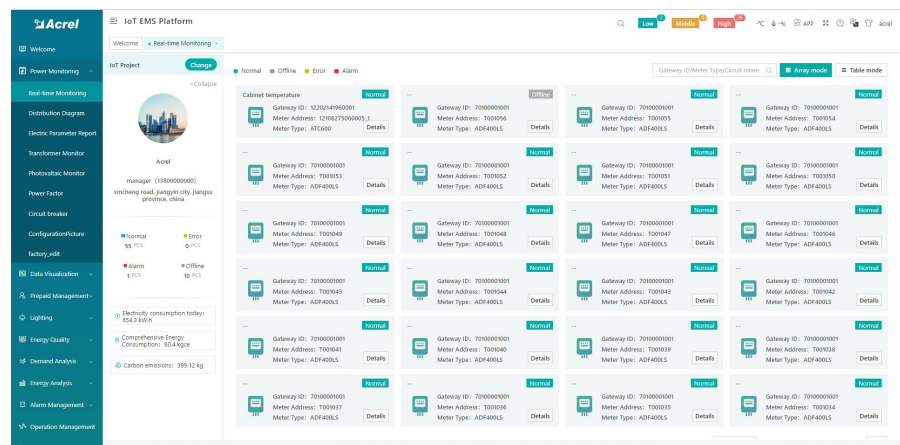 Acrel
IoT EMS Platform
Low 2
Middle 0
High 26
-℃
-%
APP
acrel
Welcome
Real-time Monitoring
Welcome
Power Monitoring
Real-time Monitoring
Distribution Diagram
Electric Parameter Report
Transformer Monitor
Photovaltaic Monitor
Power Factor
Circuit breaker
ConfigurationPicture
factory_edit
Data Visualization
Prepaid Management
Lighting
Energy Quality
Demand Analysis
Energy Analysis
Alarm Management
Operation Management
IoT Project
Change
<Collapse
Acrel
manager (13800000000)
xincheng road, Jiangyin city, Jiangsu
province, china
Normal
55 PCS
Error
0 PCS
Alarm
1 PCS
Offline
10 PCS
Electricity consumption today:
654.3 kW·h
Comprehensive Energy
Consumption: 80.4 kgce
Carbon emissions: 399.12 kg
Normal Offline Error Alarm
Gateway ID/Meter Type/Circuit name
Array mode
Table mode
Cabinet temperature
Normal
Gateway ID: 12202141960001
Meter Address: 12108275060005_1
Meter Type: ATC600
Details
--
Offline
Gateway ID: 70100001001
Meter Address: T001056
Meter Type: ADF400LS
Details
--
Normal
Gateway ID: 70100001001
Meter Address: T001055
Meter Type: ADF400LS
Details
--
Normal
Gateway ID: 70100001001
Meter Address: T001054
Meter Type: ADF400LS
Details
--
Normal
Gateway ID: 70100001001
Meter Address: T001053
Meter Type: ADF400LS
Details
--
Normal
Gateway ID: 70100001001
Meter Address: T001052
Meter Type: ADF400LS
Details
--
Normal
Gateway ID: 70100001001
Meter Address: T001051
Meter Type: ADF400LS
Details
--
Normal
Gateway ID: 70100001001
Meter Address: T001050
Meter Type: ADF400LS
Details
--
Normal
Gateway ID: 70100001001
Meter Address: T001049
Meter Type: ADF400LS
Details
--
Normal
Gateway ID: 70100001001
Meter Address: T001048
Meter Type: ADF400LS
Details
--
Normal
Gateway ID: 70100001001
Meter Address: T001047
Meter Type: ADF400LS
Details
--
Normal
Gateway ID: 70100001001
Meter Address: T001046
Meter Type: ADF400LS
Details
--
Normal
Gateway ID: 70100001001
Meter Address: T001045
Meter Type: ADF400LS
Details
--
Normal
Gateway ID: 70100001001
Meter Address: T001044
Meter Type: ADF400LS
Details
--
Normal
Gateway ID: 70100001001
Meter Address: T001043
Meter Type: ADF400LS
Details
--
Normal
Gateway ID: 70100001001
Meter Address: T001042
Meter Type: ADF400LS
Details
--
Normal
Gateway ID: 70100001001
Meter Address: T001041
Meter Type: ADF400LS
Details
--
Normal
Gateway ID: 70100001001
Meter Address: T001040
Meter Type: ADF400LS
Details
--
Normal
Gateway ID: 70100001001
Meter Address: T001039
Meter Type: ADF400LS
Details
--
Normal
Gateway ID: 70100001001
Meter Address: T001038
Meter Type: ADF400LS
Details
--
Normal
Gateway ID: 70100001001
Meter Address: T001037
Meter Type: ADF400LS
Details
--
Normal
Gateway ID: 70100001001
Meter Address: T001036
Meter Type: ADF400LS
Details
--
Normal
Gateway ID: 70100001001
Meter Address: T001035
Meter Type: ADF400LS
Details
--
Normal
Gateway ID: 70100001001
Meter Address: T001034
Meter Type: ADF400LS
Details